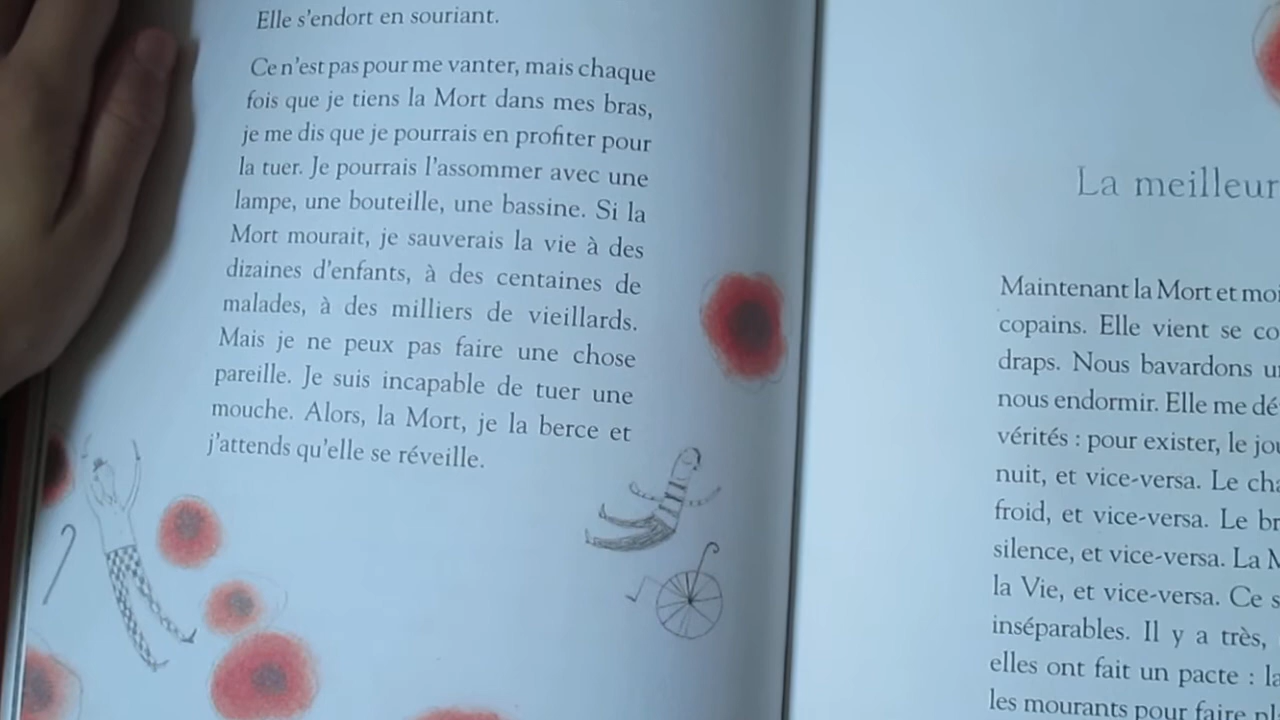 Elle s'endort en souriant.
Ce n'est pas pour me vanter, mais chaque
fois que je tiens la Mort dans mes bras,
je me dis que je pourrais en profiter pour
la tuer. Je pourrais l'assommer avec une
lampe, une bouteille, une bassine. Si la
Mort mourait, je sauverais la vie à des
dizaines d'enfants, à des centaines de
malades, à des milliers de vieillards.
Mais je ne peux pas faire une chose
pareille. Je suis incapable de tuer une
mouche. Alors, la Mort, je la berce et
j'attends qu'elle se réveille.
La meilleur
Maintenant la Mort et moi
copains. Elle vient se
draps. Nous bavardons
nous endormir. Elle me
vérités : pour exister, le
nuit, et vice-versa. Le
froid, et vice-versa. Le
silence, et vice-versa. La
la Vie, et vice-versa. Ce
inséparables. Il y a très,
elles ont fait un pacte :
les mourants pour faire